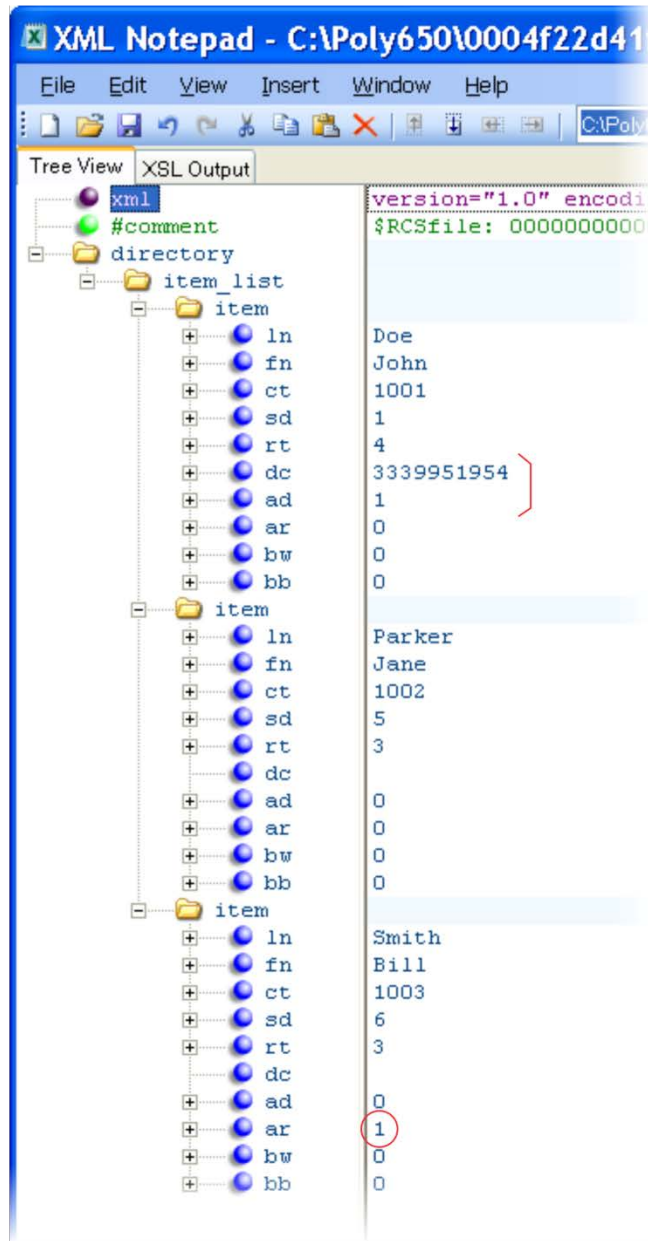 XML Notepad - C:\Poly650\0004f22d41
File Edit View Insert Window Help
C:\Poly
Tree View XSL Output
xml version="1.0" encodi
#comment $RCSfile: 0000000000
directory
item_list
item
ln Doe
fn John
ct 1001
sd 1
rt 4
dc 3339951954
ad 1
ar 0
bw 0
bb 0
item
ln Parker
fn Jane
ct 1002
sd 5
rt 3
dc
ad 0
ar 0
bw 0
bb 0
item
ln Smith
fn Bill
ct 1003
sd 6
rt 3
dc
ad 0
ar 1
bw 0
bb 0